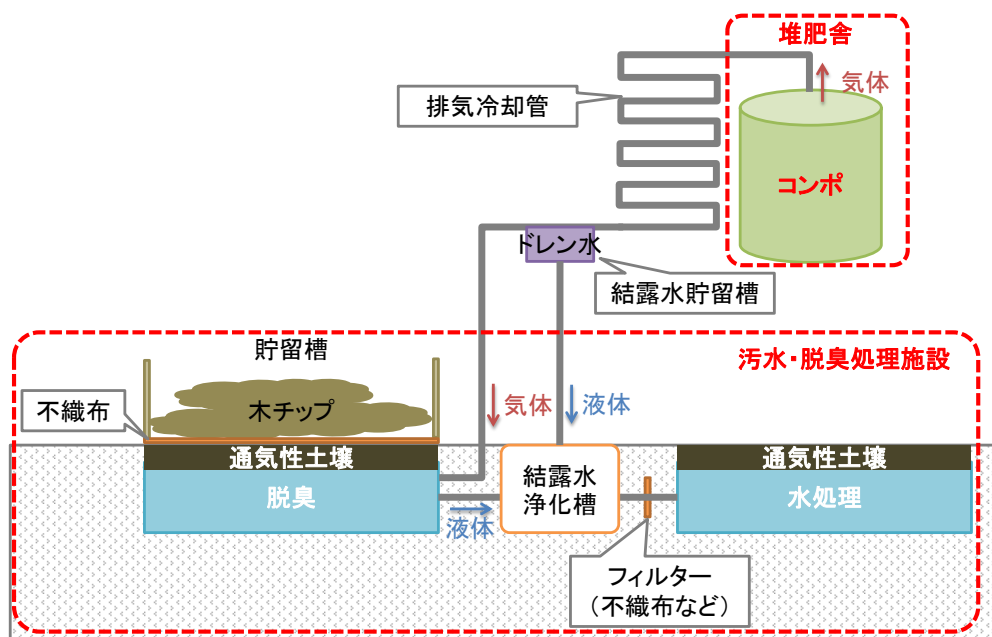 堆肥舎
気体
排気冷却管
コンポ
ドレン水
結露水貯留槽
汚水・脱臭処理施設
貯留槽
不織布
木チップ
気体
液体
通気性土壌
脱臭
液体
結露水
浄化槽
通気性土壌
水処理
フィルター
（不織布など）